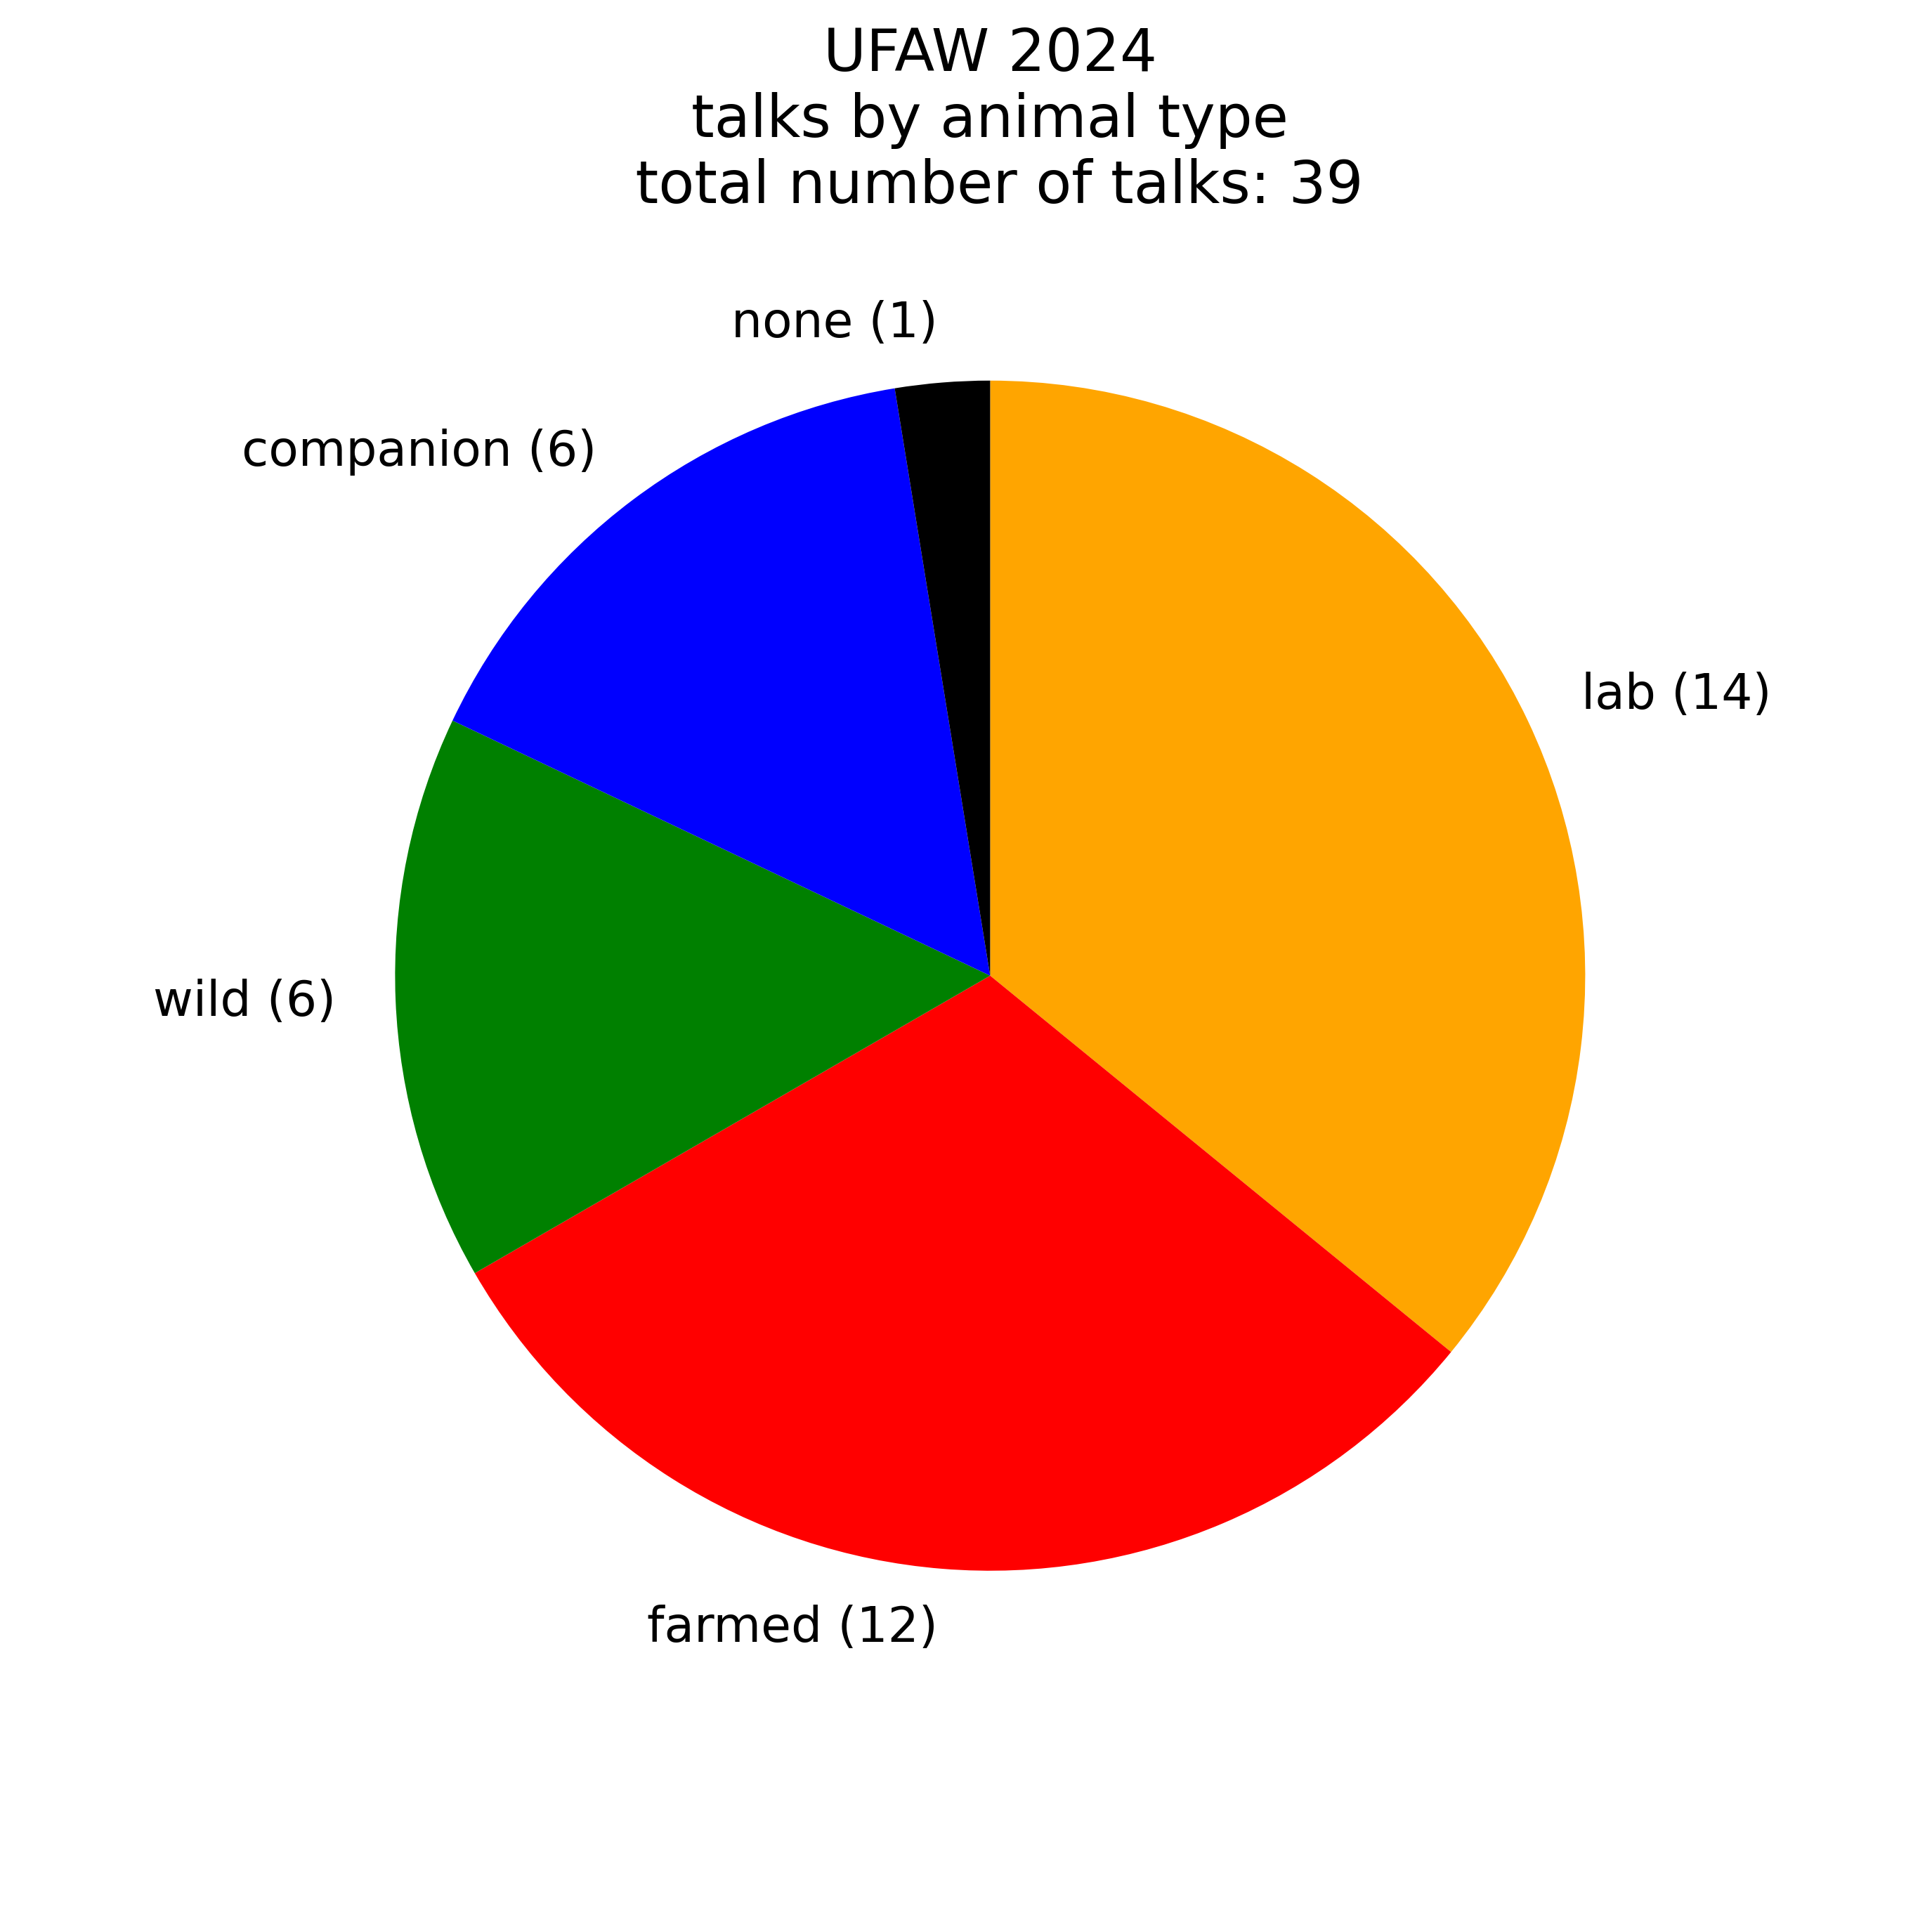 UFAW 2024
talks by animal type
total number of talks: 39
none (1)
companion (6)
lab (14)
wild (6)
farmed (12)